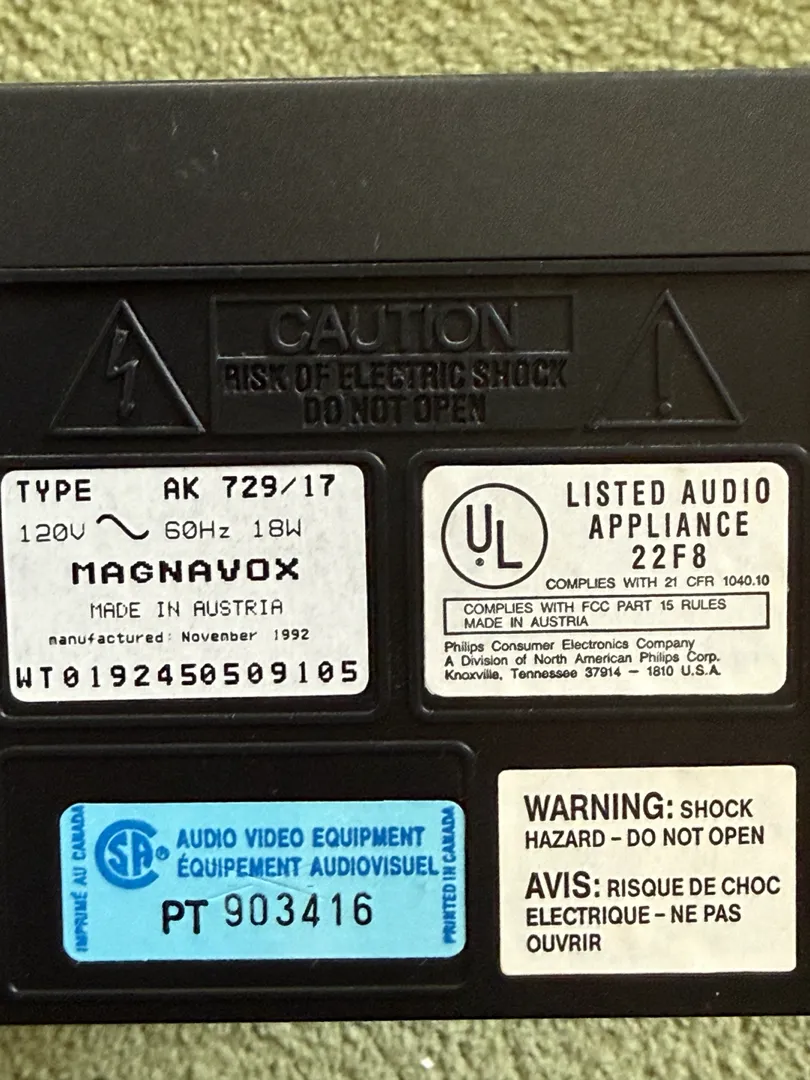 CAUTION
RISK OF ELECTRIC SHOCK
DO NOT OPEN
TYPE AK 729/17
120V ~ 60Hz 18W
MAGNAVOX
MADE IN AUSTRIA
manufactured: November 1992
WT019245050910​5
UL
LISTED AUDIO
APPLIANCE
22F8
COMPLIES WITH 21 CFR 1040.10
COMPLIES WITH FCC PART 15 RULES
MADE IN AUSTRIA
Philips Consumer Electronics Company
A Division of North American Philips Corp.
Knoxville, Tennessee 37914 – 1810 U.S.A.
IMPRIMÉ AU CANADA
SA®
AUDIO VIDEO EQUIPMENT
ÉQUIPEMENT AUDIOVISUEL
PT 903416
PRINTED IN CANADA
WARNING: SHOCK
HAZARD – DO NOT OPEN
AVIS: RISQUE DE CHOC
ELECTRIQUE – NE PAS
OUVRIR